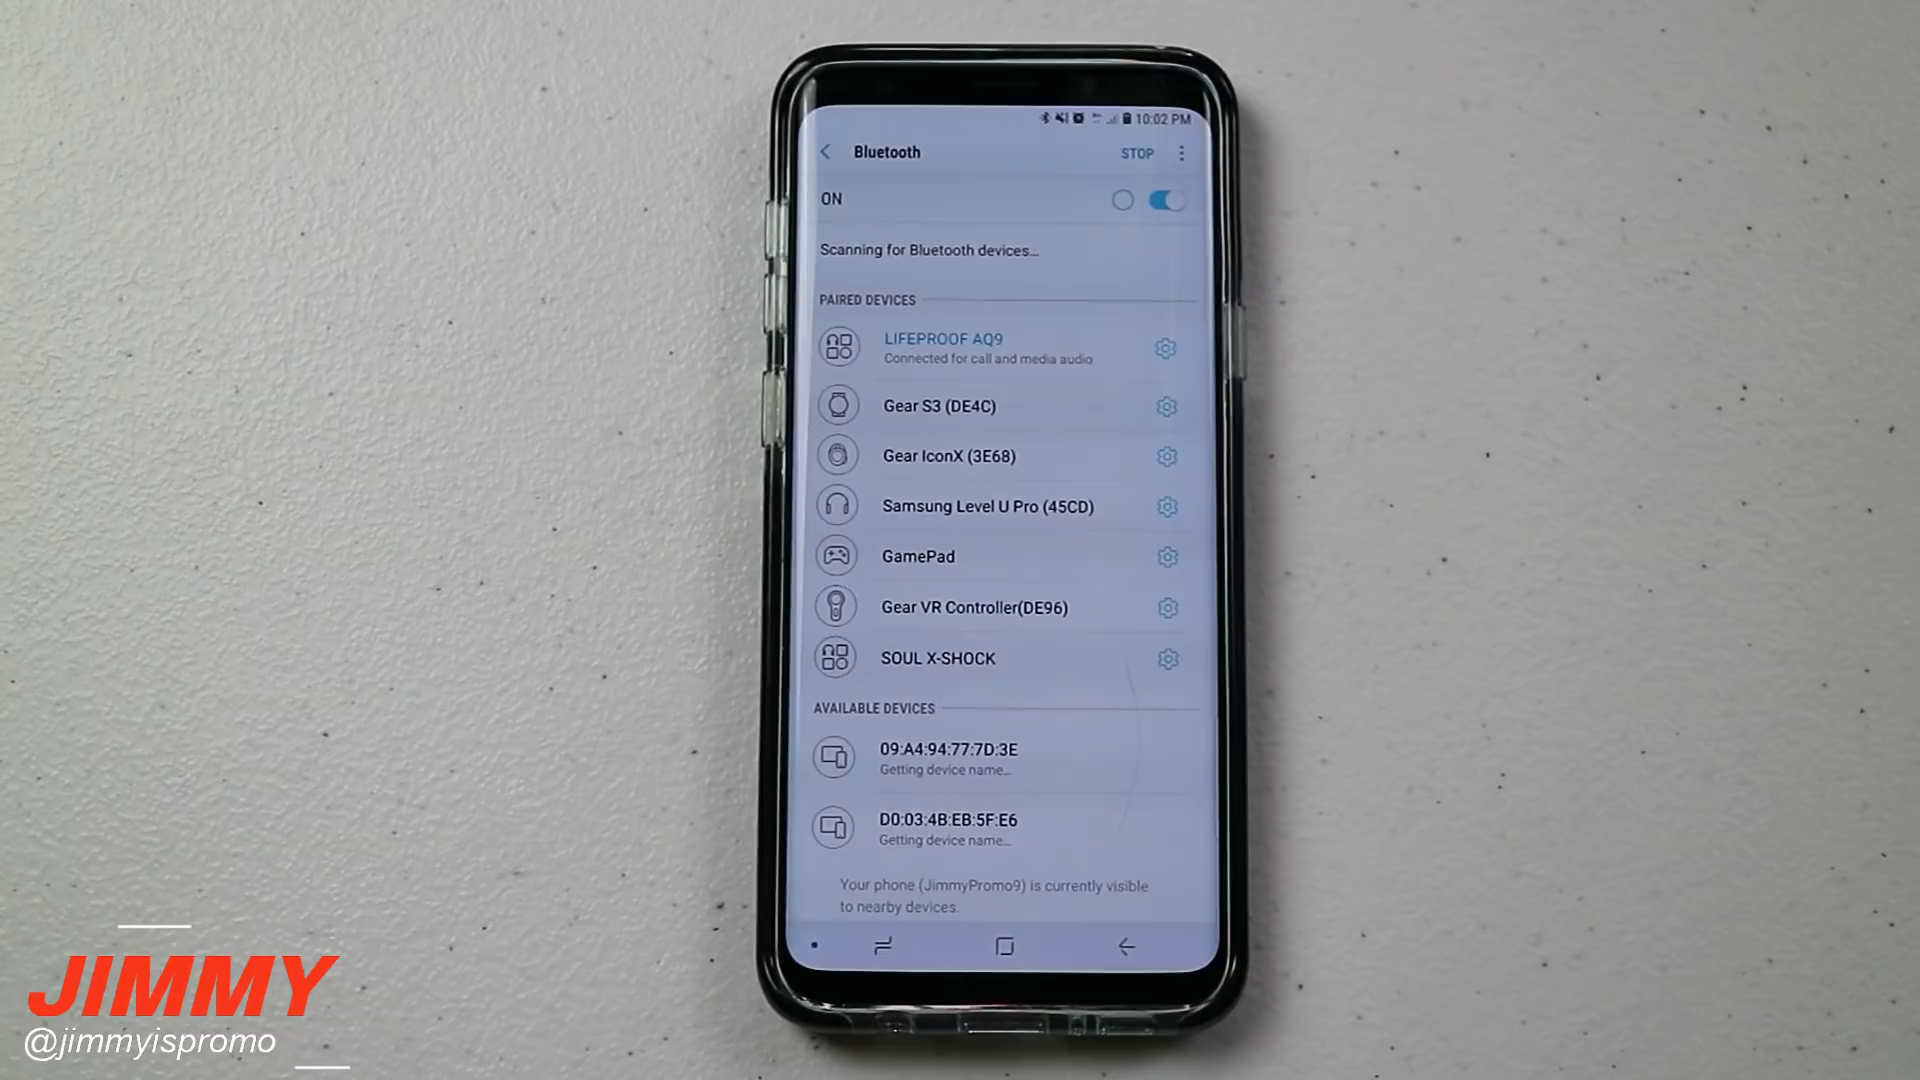 10:02 PM
Bluetooth
STOP
ON
Scanning for Bluetooth devices...
PAIRED DEVICES
LIFEPROOF AQ9
Connected for call and media audio
Gear S3 (DE4C)
Gear IconX (3E68)
Samsung Level U Pro (45CD)
GamePad
Gear VR Controller(DE96)
SOUL X-SHOCK
AVAILABLE DEVICES
09:A4:94:77:7D:3E
Getting device name...
D0:03:4B:EB:5F:E6
Getting device name...
Your phone (JimmyPromo9) is currently visible
to nearby devices.
JIMMY
@jimmyispromo